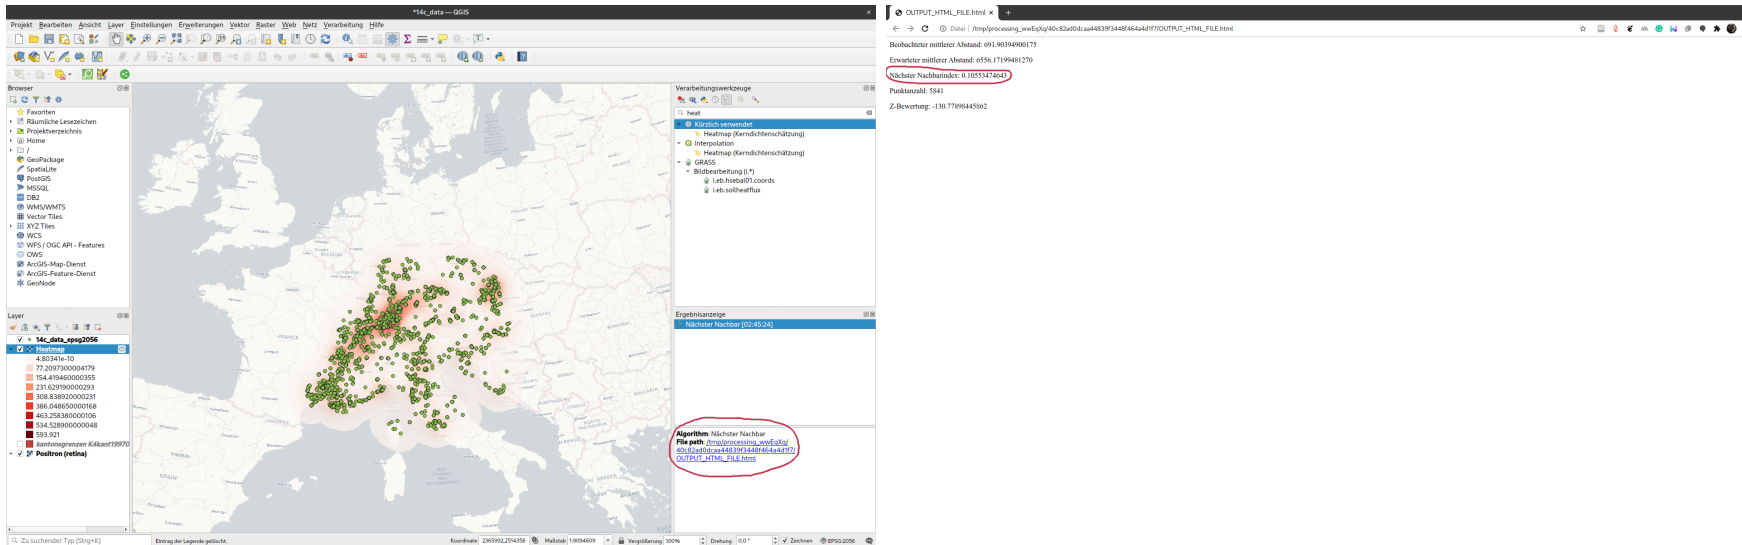 *14c_data — QGIS
Projekt Bearbeiten Ansicht Layer Einstellungen Erweiterungen Vektor Raster Web Netz Verarbeitung Hilfe
Browser
Favoriten
Räumliche Lesezeichen
Projektverzeichnis
Home
/
GeoPackage
SpatiaLite
PostGIS
MSSQL
DB2
WMS/WMTS
Vector Tiles
XYZ Tiles
WCS
WFS / OGC API - Features
OWS
ArcGIS-Map-Dienst
ArcGIS-Feature-Dienst
GeoNode
Layer
14c_data_epsg2056
Heatmap
4.80341e-10
77.2097300004179
154.419460000355
231.629190000293
308.838920000231
386.048650000168
463.258380000106
534.528900000048
593.921
kantonsgrenzen K4kant19970
Positron (retina)
Verarbeitungswerkzeuge
heat
Kürzlich verwendet
Heatmap (Kerndichtenschätzung)
Interpolation
Heatmap (Kerndichtenschätzung)
GRASS
Bildbearbeitung (i.*)
i.eb.hsebal01.coords
i.eb.soilheatflux
Ergebnisanzeige
Nächster Nachbar [02:45:24]
Algorithm: Nächster Nachbar
File path: /tmp/processing_wwEqXq/
40c82ad0dcaa44839f3448f464a4d1f7/
OUTPUT_HTML_FILE.html
Zu suchender Typ (Strg+K)
Eintrag der Legende gelöscht.
Koordinate 2365992,2514358 Maßstab 1:9094609 Vergrößerung 100% Drehung 0,0 ° Zeichnen EPSG:2056
OUTPUT_HTML_FILE.html
Datei | /tmp/processing_wwEqXq/40c82ad0dcaa44839f3448f464a4d1f7/OUTPUT_HTML_FILE.html
Beobachteter mittlerer Abstand: 691.90394900175
Erwarteter mittlerer Abstand: 6556.17199481270
Nächster Nachbarindex: 0.10553474643
Punktanzahl: 5841
Z-Bewertung: -130.77898445862